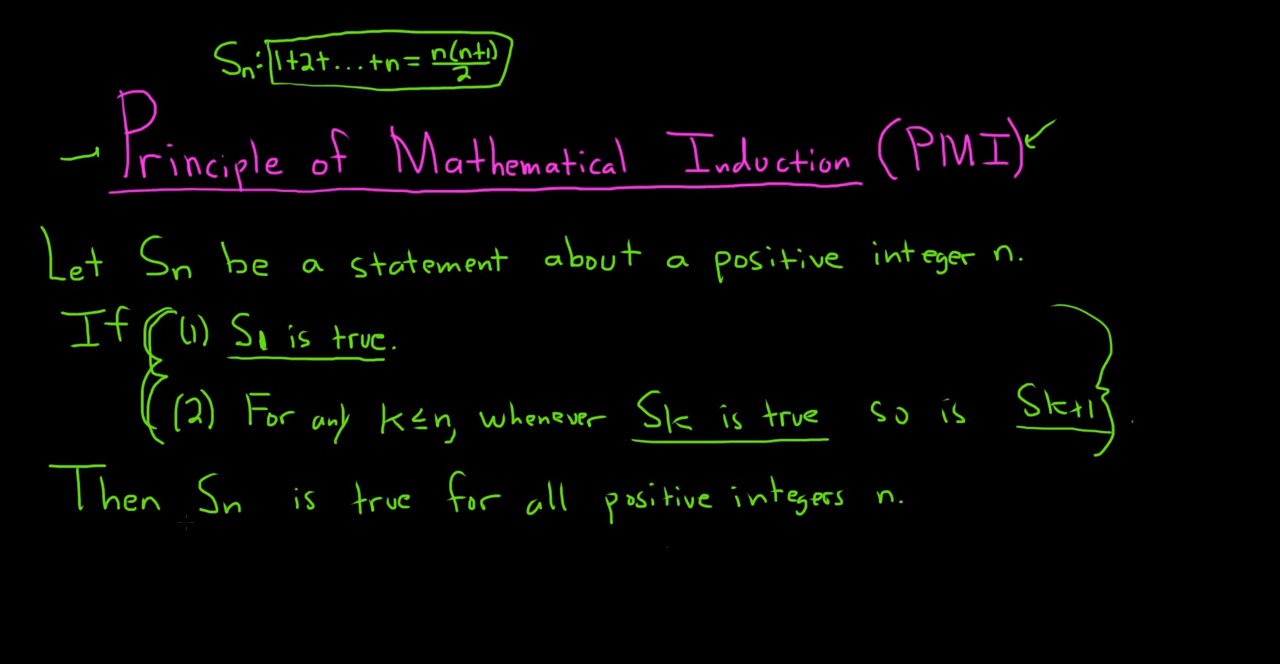 Sn: 1+2+...+n = n(n+1)/2
Principle of Mathematical Induction (PMI)
Let Sn be a statement about a positive integer n.
If (1) S1 is true.
(2) For any k≤n, whenever Sk is true so is Sk+1.
Then Sn is true for all positive integers n.